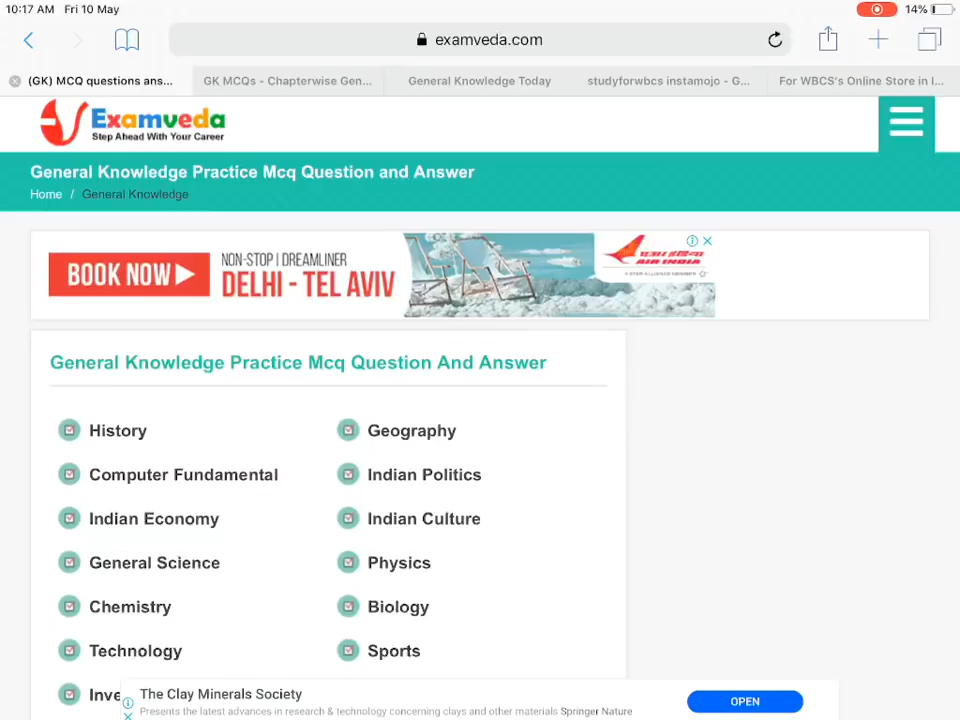 10:17 AM Fri 10 May
14%
examveda.com
(GK) MCQ questions ans...
GK MCQs - Chapterwise Gen...
General Knowledge Today
studyforwbcs instamojo - G...
For WBCS's Online Store in I...
Examveda
Step Ahead With Your Career
General Knowledge Practice Mcq Question and Answer
Home / General Knowledge
BOOK NOW
NON-STOP | DREAMLINER
DELHI - TEL AVIV
AIR INDIA
A STAR ALLIANCE MEMBER
General Knowledge Practice Mcq Question And Answer
History
Geography
Computer Fundamental
Indian Politics
Indian Economy
Indian Culture
General Science
Physics
Chemistry
Biology
Technology
Sports
Inve
The Clay Minerals Society
Presents the latest advances in research & technology concerning clays and other materials Springer Nature
OPEN